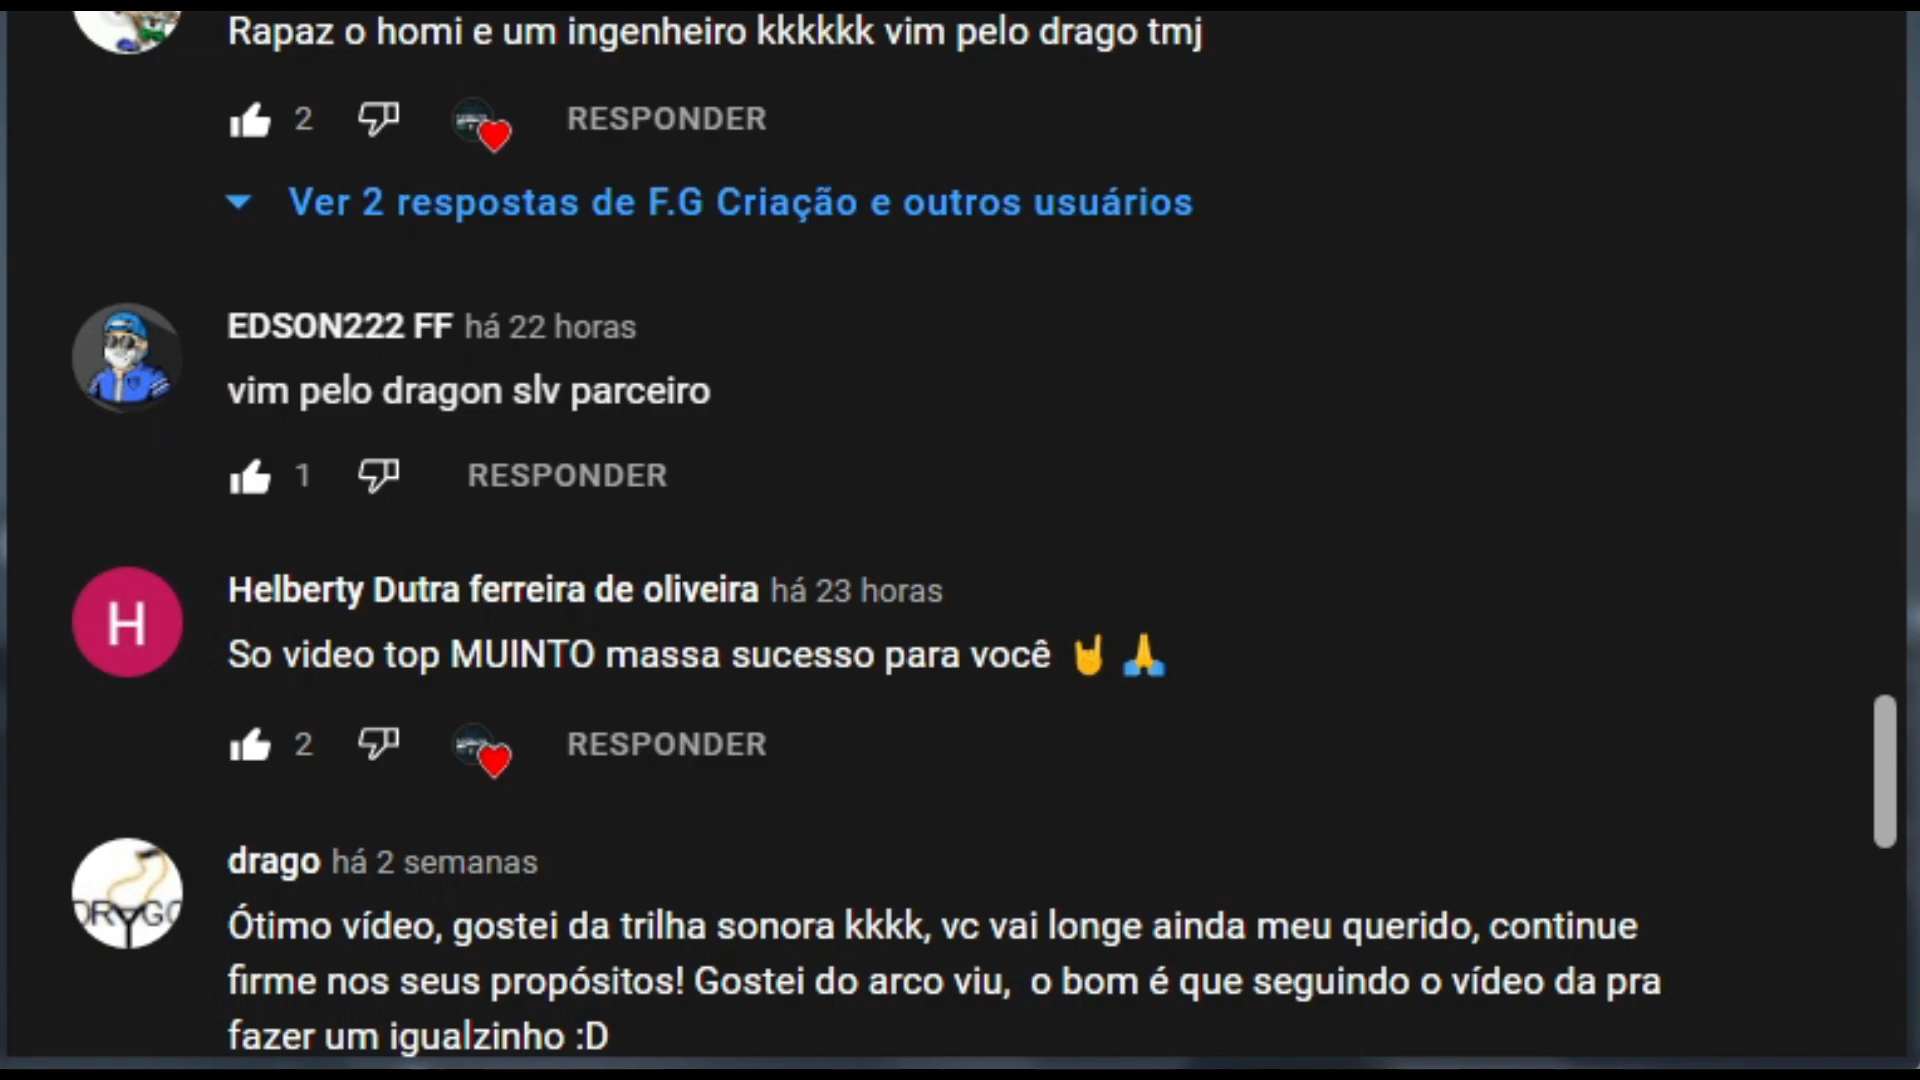 Rapaz o homi e um ingenheiro kkkkkk vim pelo drago tmj
2 RESPONDER
Ver 2 respostas de F.G Criação e outros usuários
EDSON222 FF há 22 horas
vim pelo dragon slv parceiro
1 RESPONDER
H
Helberty Dutra ferreira de oliveira há 23 horas
So video top MUINTO massa sucesso para você 🤘 🙏
2 RESPONDER
DRYGO
drago há 2 semanas
Ótimo vídeo, gostei da trilha sonora kkkk, vc vai longe ainda meu querido, continue
firme nos seus propósitos! Gostei do arco viu, o bom é que seguindo o vídeo da pra
fazer um igualzinho :D